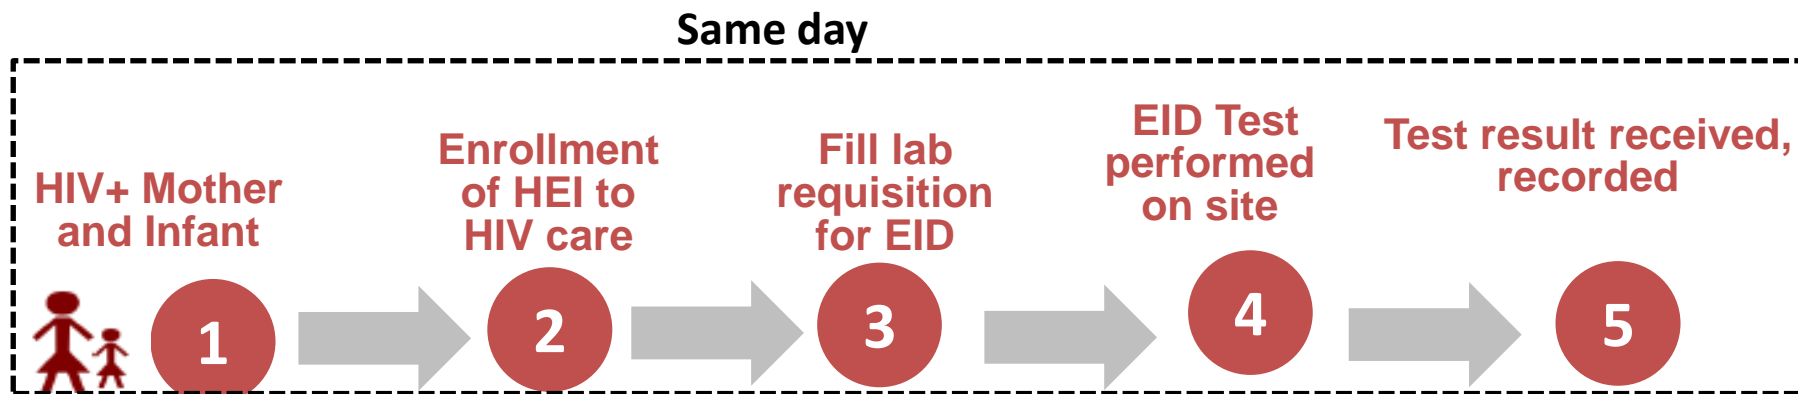 Same day
HIV+ Mother
and Infant
1
Enrollment
of HEI to
HIV care
2
Fill lab
requisition
for EID
3
EID Test
performed
on site
4
Test result received,
recorded
5